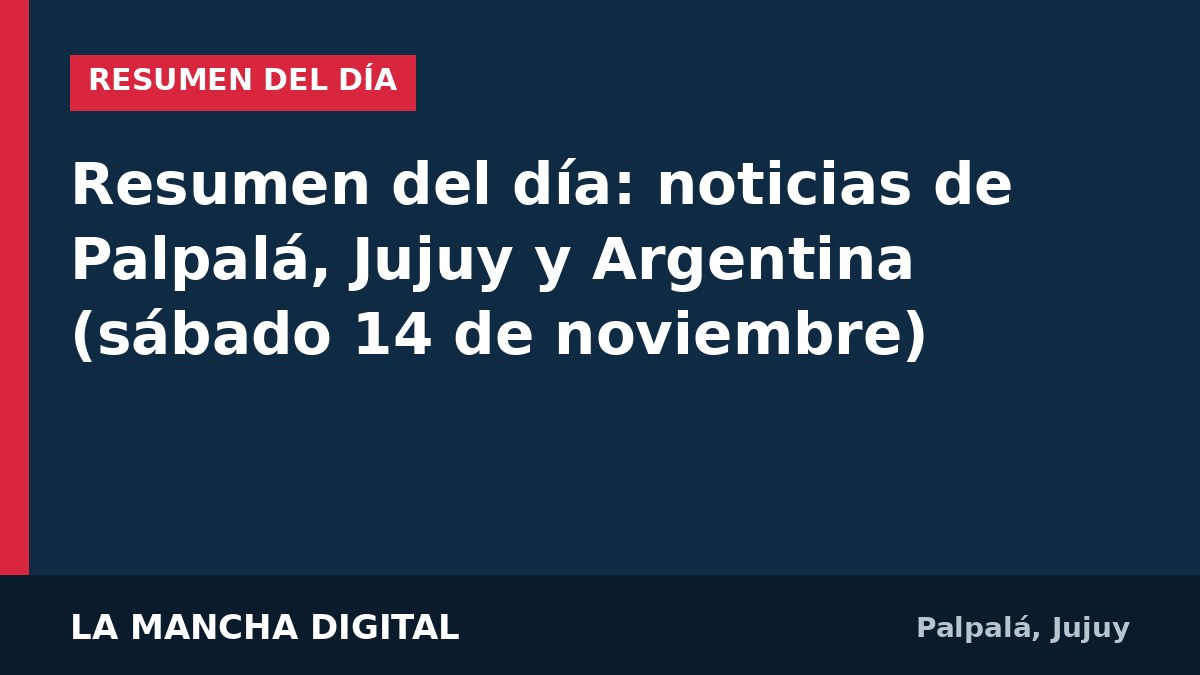 RESUMEN DEL DÍA
Resumen del día: noticias de
Palpalá, Jujuy y Argentina
(sábado 14 de noviembre)
LA MANCHA DIGITAL
Palpalá, Jujuy